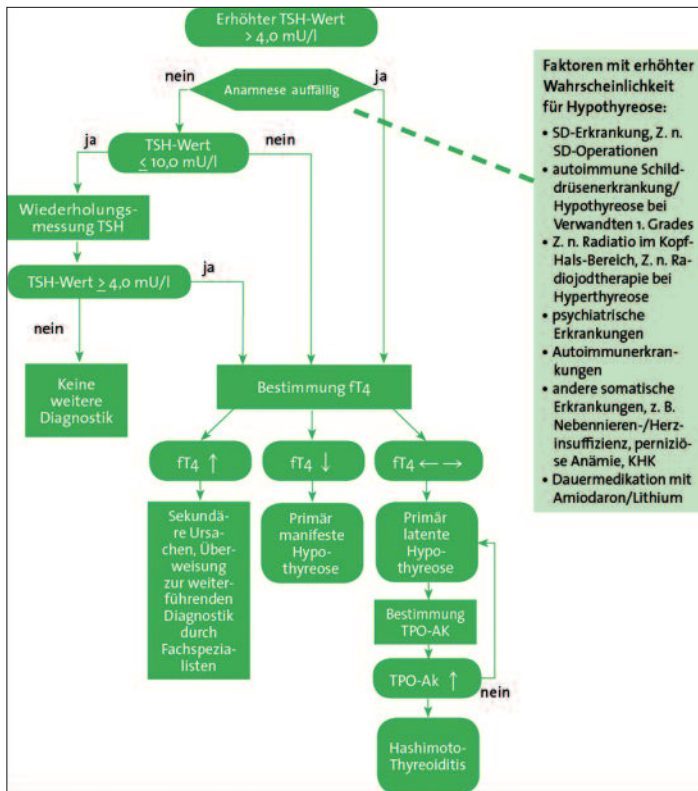 Erhöhter TSH-Wert
> 4,0 mU/l
nein
ja
Anamnese auffällig
ja
TSH-Wert
≤ 10,0 mU/l
nein
Wiederholungs-
messung TSH
TSH-Wert ≥ 4,0 mU/l
ja
nein
Keine
weitere
Diagnostik
Bestimmung fT4
fT4 ↑
fT4 ↓
fT4 ← →
Sekundä-
re Ursa-
chen, Über-
weisung
zur weiter-
führenden
Diagnostik
durch
Fachspezia-
listen
Primär
manifeste
Hypo-
thyreose
Primär
latente
Hypo-
thyreose
Bestimmung
TPO-AK
TPO-Ak ↑
nein
Hashimoto-
Thyreoiditis
Faktoren mit erhöhter
Wahrscheinlichkeit
für Hypothyreose:
• SD-Erkrankung, Z. n.
SD-Operationen
• autoimmune Schild-
drüsenerkrankung/
Hypothyreose bei
Verwandten 1. Grades
• Z. n. Radiatio im Kopf-
Hals-Bereich, Z. n. Ra-
diojodtherapie bei
Hyperthyreose
• psychiatrische
Erkrankungen
• Autoimmunerkran-
kungen
• andere somatische
Erkrankungen, z. B.
Nebennieren-/Herz-
insuffizienz, perniziö-
se Anämie, KHK
• Dauermedikation mit
Amiodaron/Lithium